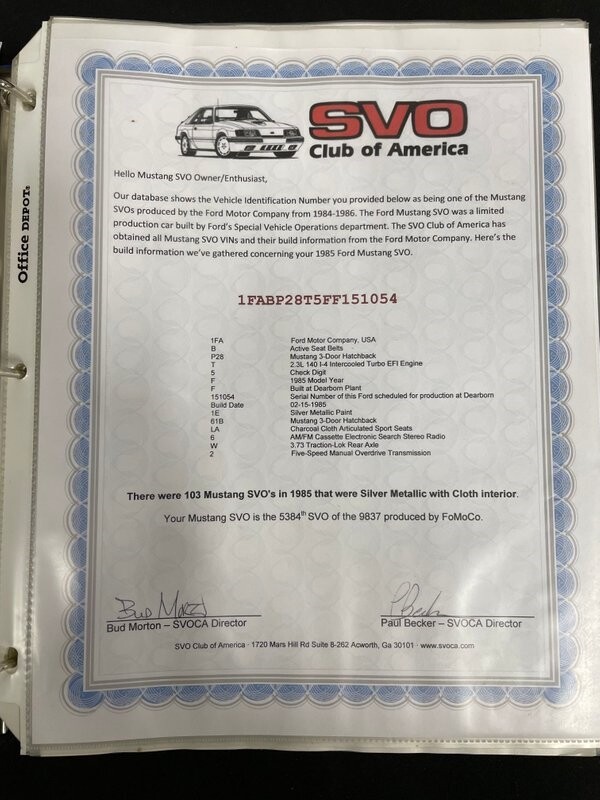 SVO
Club of America
Office DEPOT®
Hello Mustang SVO Owner/Enthusiast,
Our database shows the Vehicle Identification Number you provided below as being one of the Mustang
SVOs produced by the Ford Motor Company from 1984-1986. The Ford Mustang SVO was a limited
production car built by Ford's Special Vehicle Operations department. The SVO Club of America has
obtained all Mustang SVO VINs and their build information from the Ford Motor Company. Here's the
build information we've gathered concerning your 1985 Ford Mustang SVO.
1FABP28T5FF151054
1FA Ford Motor Company, USA
B Active Seat Belts
P28 Mustang 3-Door Hatchback
T 2.3L 140 I-4 Intercooled Turbo EFI Engine
5 Check Digit
F 1985 Model Year
F Built at Dearborn Plant
151054 Serial Number of this Ford scheduled for production at Dearborn
Build Date 02-15-1985
1E Silver Metallic Paint
61B Mustang 3-Door Hatchback
LA Charcoal Cloth Articulated Sport Seats
6 AM/FM Cassette Electronic Search Stereo Radio
W 3.73 Traction-Lok Rear Axle
2 Five-Speed Manual Overdrive Transmission
There were 103 Mustang SVO's in 1985 that were Silver Metallic with Cloth interior.
Your Mustang SVO is the 5384th SVO of the 9837 produced by FoMoCo.
Bud Morton – SVOCA Director
Paul Becker – SVOCA Director
SVO Club of America · 1720 Mars Hill Rd Suite 8-262 Acworth, Ga 30101 · www.svoca.com